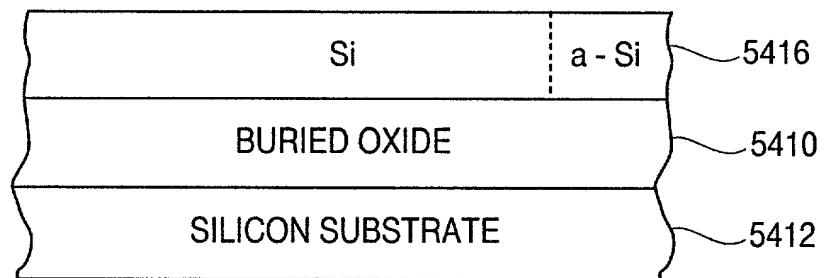 Si a - Si 5416
BURIED OXIDE 5410
SILICON SUBSTRATE 5412